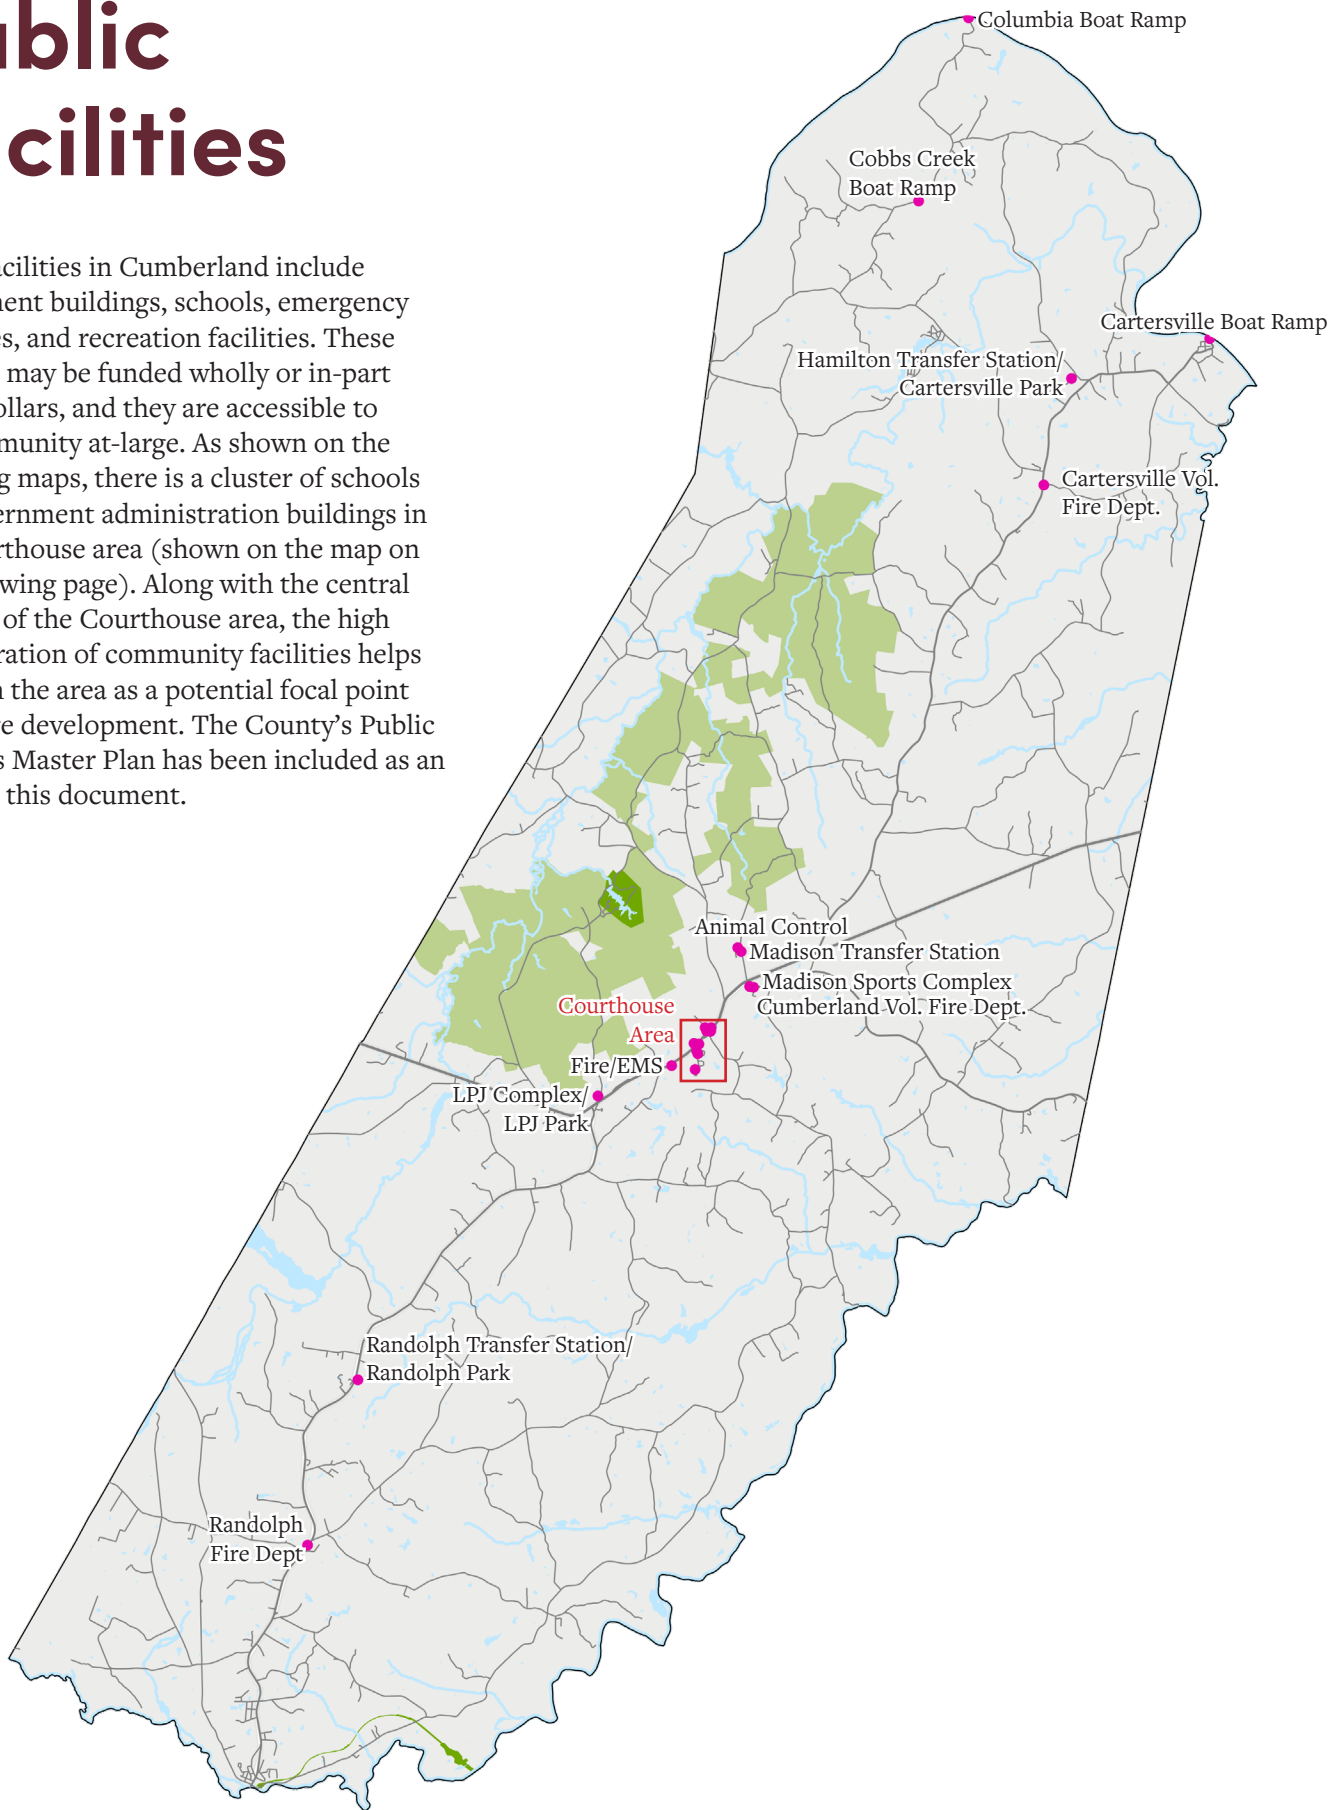 ublic
cilities
acilities in Cumberland include
ment buildings, schools, emergency
es, and recreation facilities. These
may be funded wholly or in-part
ollars, and they are accessible to
munity at-large. As shown on the
g maps, there is a cluster of schools
ernment administration buildings in
rthouse area (shown on the map on
wing page). Along with the central
of the Courthouse area, the high
ration of community facilities helps
n the area as a potential focal point
re development. The County’s Public
s Master Plan has been included as an
this document.
Columbia Boat Ramp
Cobbs Creek
Boat Ramp
Cartersville Boat Ramp
Hamilton Transfer Station/
Cartersville Park
Cartersville Vol.
Fire Dept.
Animal Control
Madison Transfer Station
Madison Sports Complex
Cumberland Vol. Fire Dept.
Courthouse
Area
Fire/EMS
LPJ Complex/
LPJ Park
Randolph Transfer Station/
Randolph Park
Randolph
Fire Dept